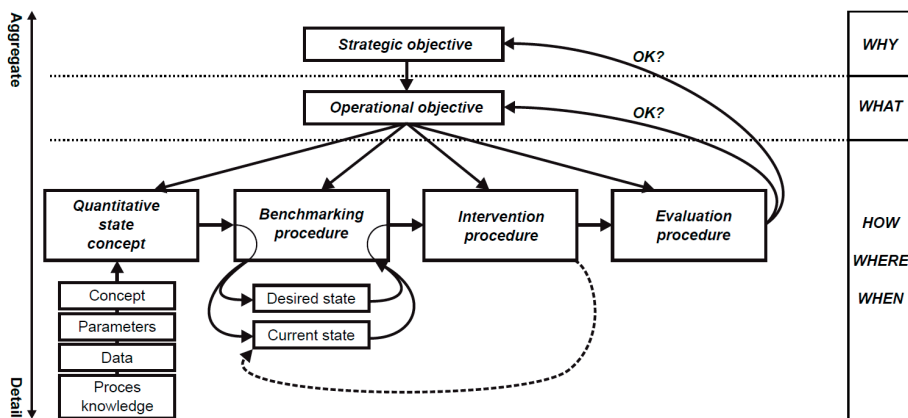 Aggregate
Strategic objective
OK?
WHY
Operational objective
OK?
WHAT
Quantitative
state
concept
Benchmarking
procedure
Intervention
procedure
Evaluation
procedure
HOW
WHERE
WHEN
Concept
Parameters
Data
Proces
knowledge
Desired state
Current state
Detail